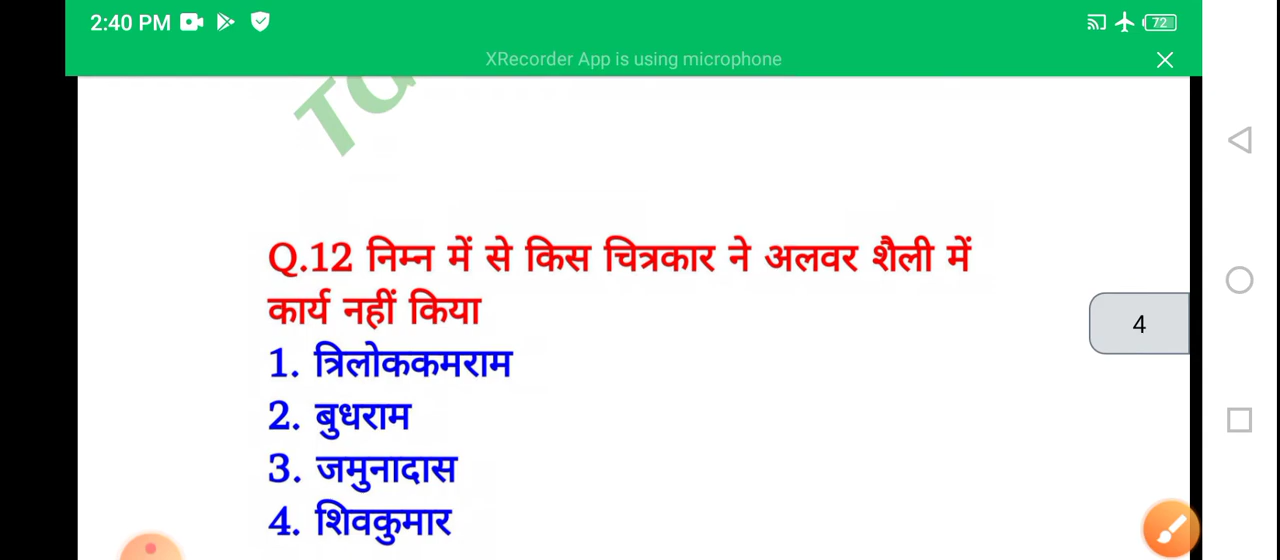 2:40 PM
72
XRecorder App is using microphone
Q.12 निम्न में से किस चित्रकार ने अलवर शैली में
कार्य नहीं किया
4
1. त्रिलोककमराम
2. बुधराम
3. जमुनादास
4. शिवकुमार